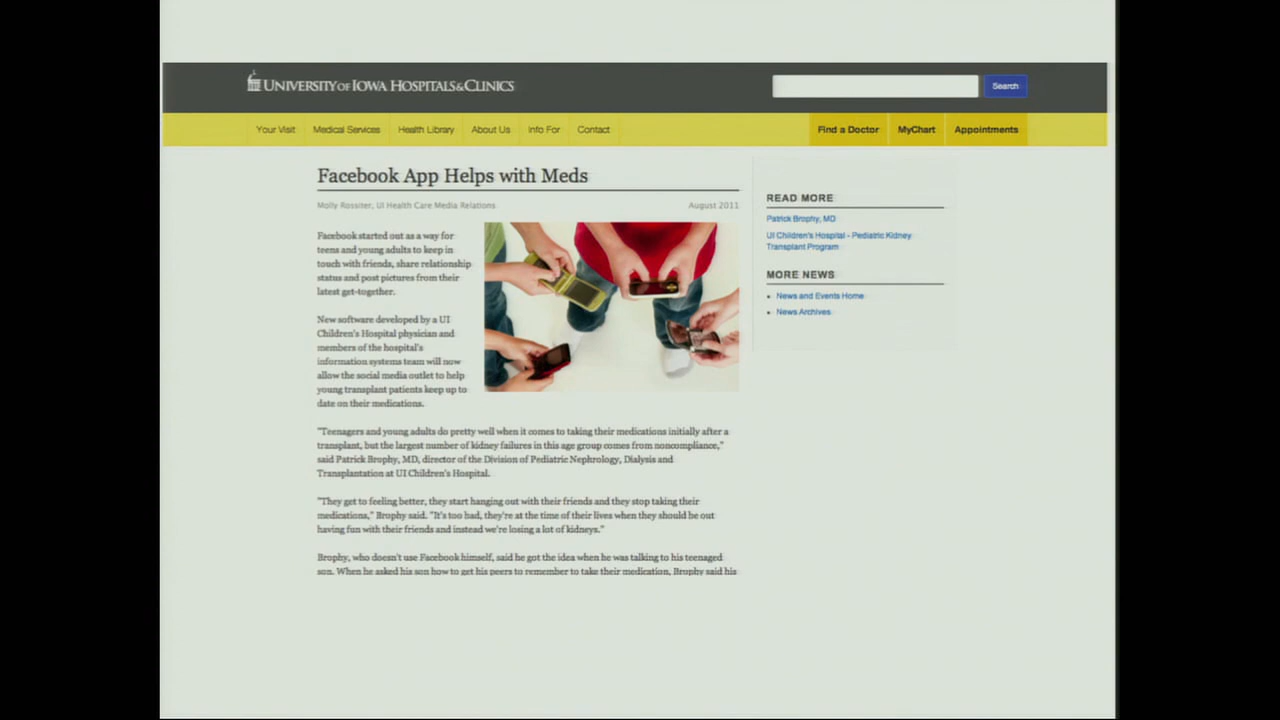 UNIVERSITY OF IOWA HOSPITALS & CLINICS
Search
Your Visit
Medical Services
Health Library
About Us
Info For
Contact
Find a Doctor
MyChart
Appointments
Facebook App Helps with Meds
Molly Rossiter, UI Health Care Media Relations
August 2011
Facebook started out as a way for
teens and young adults to keep in
touch with friends, share relationship
status and post pictures from their
latest get-together.
New software developed by a UI
Children's Hospital physician and
members of the hospital's
information systems team will now
allow the social media outlet to help
young transplant patients keep up to
date on their medications.
"Teenagers and young adults do pretty well when it comes to taking their medications initially after a
transplant, but the largest number of kidney failures in this age group comes from noncompliance,"
said Patrick Brophy, MD, director of the Division of Pediatric Nephrology, Dialysis and
Transplantation at UI Children's Hospital.
"They get to feeling better, they start hanging out with their friends and they stop taking their
medications," Brophy said. "It's too bad, they're at the time of their lives when they should be out
having fun with their friends and instead we're losing a lot of kidneys."
Brophy, who doesn't use Facebook himself, said he got the idea when he was talking to his teenaged
son. When he asked his son how to get his peers to remember to take their medication, Brophy said his
READ MORE
Patrick Brophy, MD
UI Children's Hospital - Pediatric Kidney
Transplant Program
MORE NEWS
News and Events Home
News Archives